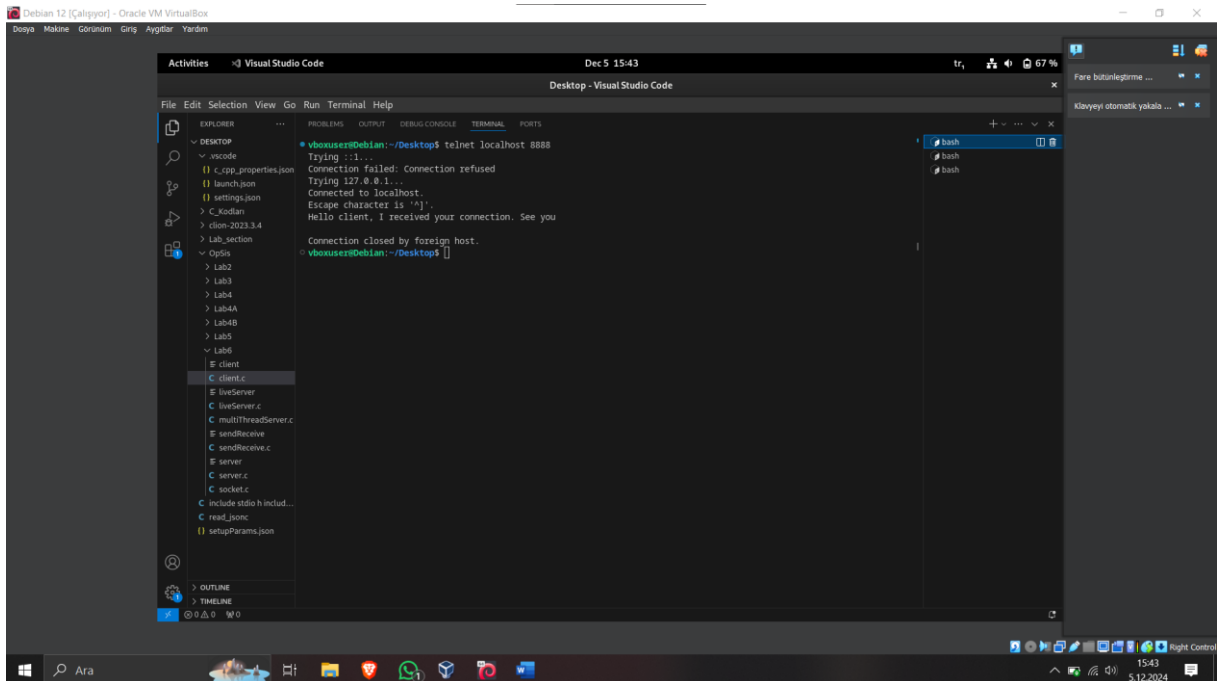 Debian 12 [Çalışıyor] - Oracle VM VirtualBox
Dosya Makine Görünüm Giriş Aygıtlar Yardım
Activities Visual Studio Code Dec 5 15:43 tr, 67 %
Desktop - Visual Studio Code
File Edit Selection View Go Run Terminal Help
EXPLORER ...
DESKTOP
.vscode
{} c_cpp_properties.json
{} launch.json
{} settings.json
C_Kodları
clion-2023.3.4
Lab_section
OpSis
Lab2
Lab3
Lab4
Lab4A
Lab4B
Lab5
Lab6
client
C client.c
liveServer
C liveServer.c
C multiThreadServer.c
sendReceive
C sendReceive.c
server
C server.c
C socket.c
C include stdio h includ...
C read_jsonc
{} setupParams.json
OUTLINE
TIMELINE
PROBLEMS OUTPUT DEBUG CONSOLE TERMINAL PORTS
vboxuser@Debian:~/Desktop$ telnet localhost 8888
Trying ::1...
Connection failed: Connection refused
Trying 127.0.0.1...
Connected to localhost.
Escape character is '^]'.
Hello client, I received your connection. See you
Connection closed by foreign host.
vboxuser@Debian:~/Desktop$
bash
bash
bash
Fare bütünleştirme ...
Klavyeyi otomatik yakala ...
0 0 0
Right Control
Ara
15:43
5.12.2024